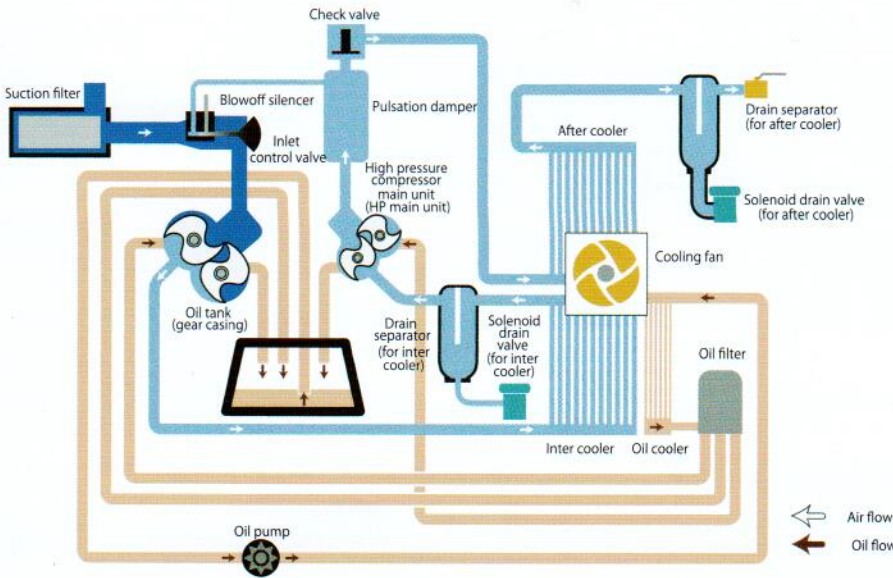 Check valve
Suction filter
Blowoff silencer
Pulsation damper
Inlet
control valve
After cooler
Drain separator
(for after cooler)
High pressure
compressor
main unit
(HP main unit)
Solenoid drain valve
(for after cooler)
Cooling fan
Oil tank
(gear casing)
Drain
separator
(for inter
cooler)
Solenoid
drain
valve
(for inter
cooler)
Oil filter
Inter cooler
Oil cooler
Oil pump
Air flow
Oil flow